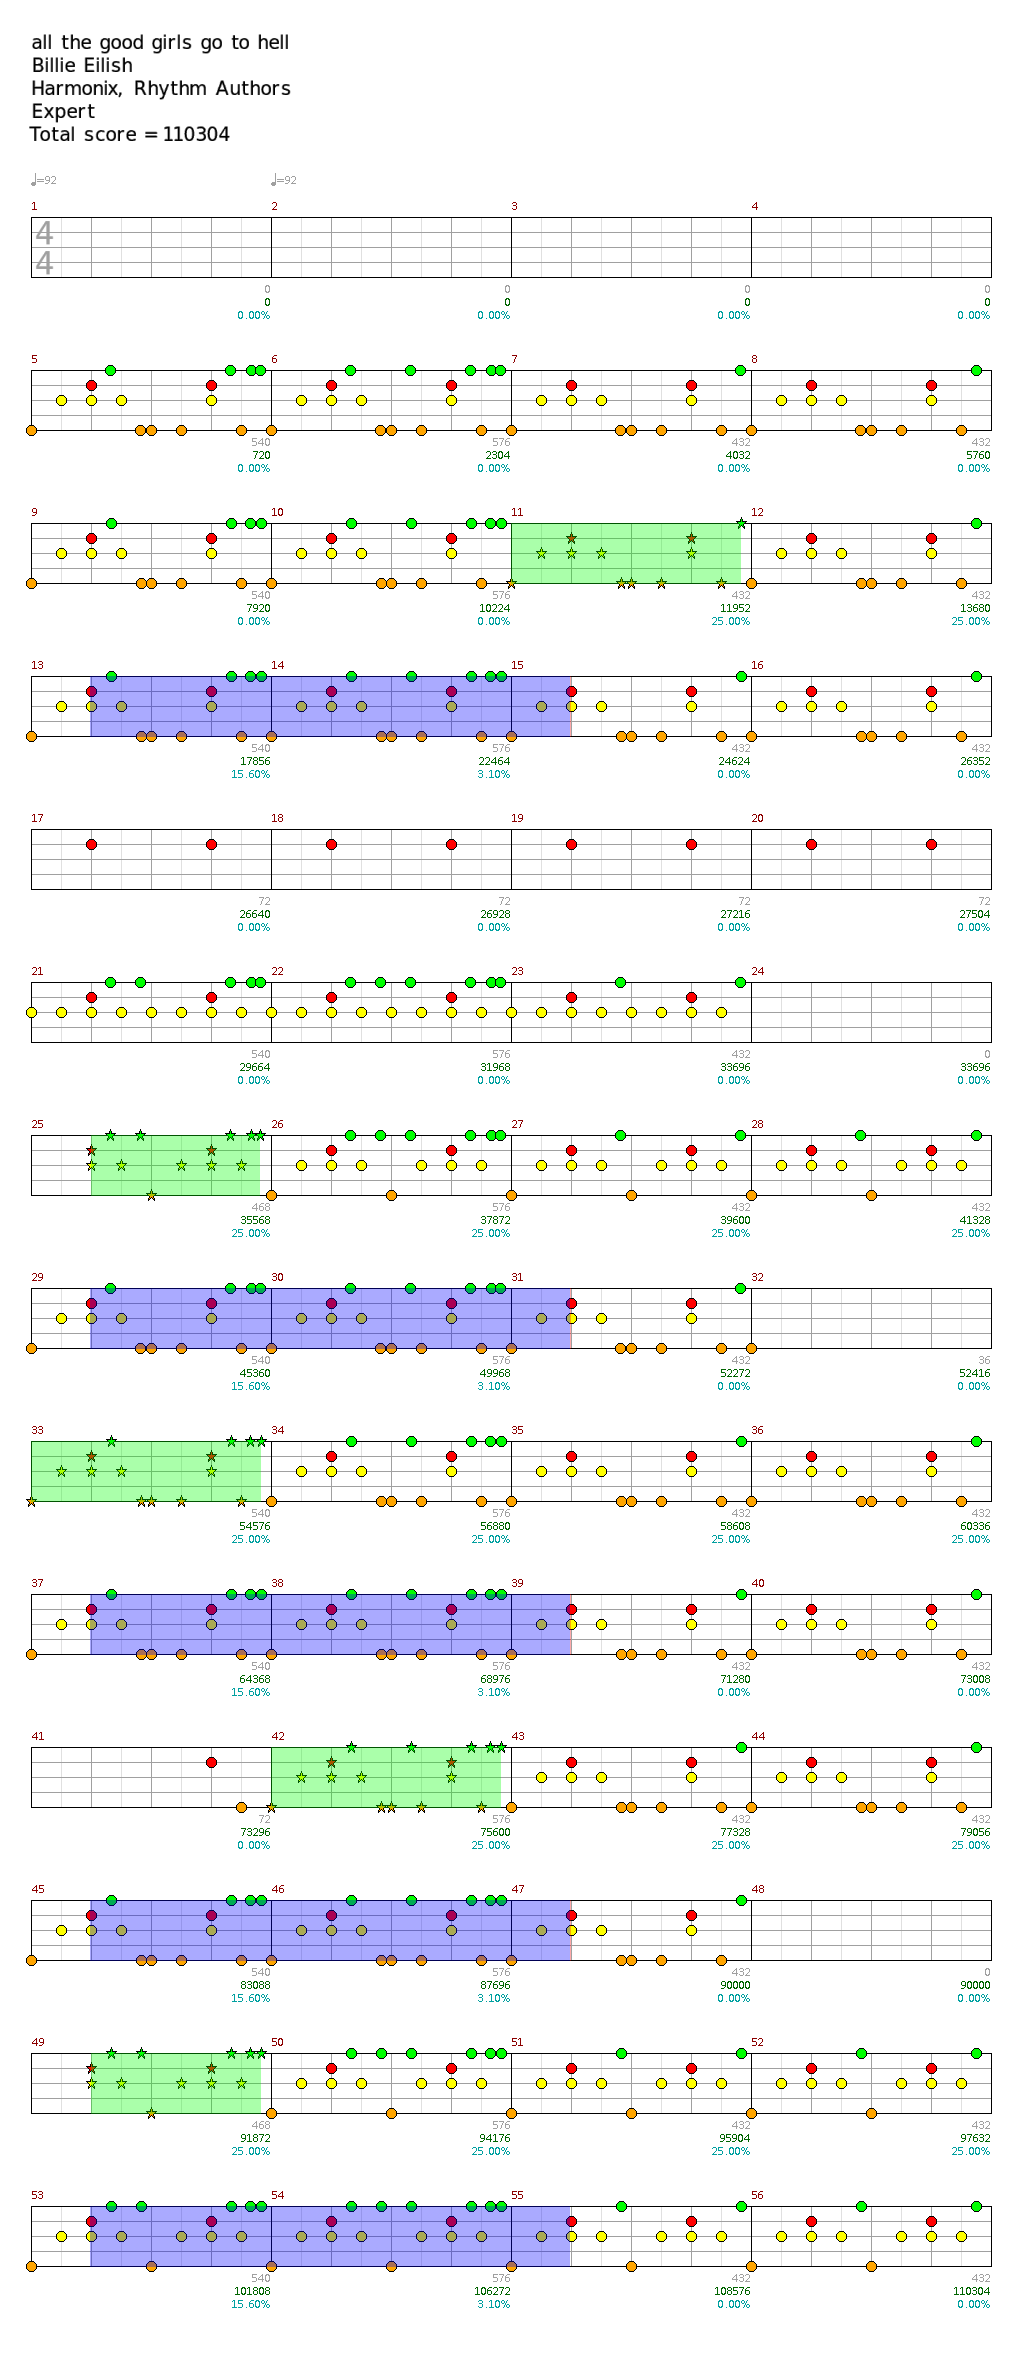 all the good girls go to hell
Billie Eilish
Harmonix, Rhythm Authors
Expert
Total score = 110304
♩=92 ♩=92
1 2 3 4
4
4
0 0 0 0
0 0 0 0
0.00% 0.00% 0.00% 0.00%
5 6 7 8
540 576 432 432
720 2304 4032 5760
0.00% 0.00% 0.00% 0.00%
9 10 11 12
540 576 432 432
7920 10224 11952 13680
0.00% 0.00% 25.00% 25.00%
13 14 15 16
540 576 432 432
17856 22464 24624 26352
15.60% 3.10% 0.00% 0.00%
17 18 19 20
72 72 72 72
26640 26928 27216 27504
0.00% 0.00% 0.00% 0.00%
21 22 23 24
540 576 432 0
29664 31968 33696 33696
0.00% 0.00% 0.00% 0.00%
25 26 27 28
468 576 432 432
35568 37872 39600 41328
25.00% 25.00% 25.00% 25.00%
29 30 31 32
540 576 432 36
45360 49968 52272 52416
15.60% 3.10% 0.00% 0.00%
33 34 35 36
540 576 432 432
54576 56880 58608 60336
25.00% 25.00% 25.00% 25.00%
37 38 39 40
540 576 432 432
64368 68976 71280 73008
15.60% 3.10% 0.00% 0.00%
41 42 43 44
72 576 432 432
73296 75600 77328 79056
0.00% 25.00% 25.00% 25.00%
45 46 47 48
540 576 432 0
83088 87696 90000 90000
15.60% 3.10% 0.00% 0.00%
49 50 51 52
468 576 432 432
91872 94176 95904 97632
25.00% 25.00% 25.00% 25.00%
53 54 55 56
540 576 432 432
101808 106272 108576 110304
15.60% 3.10% 0.00% 0.00%